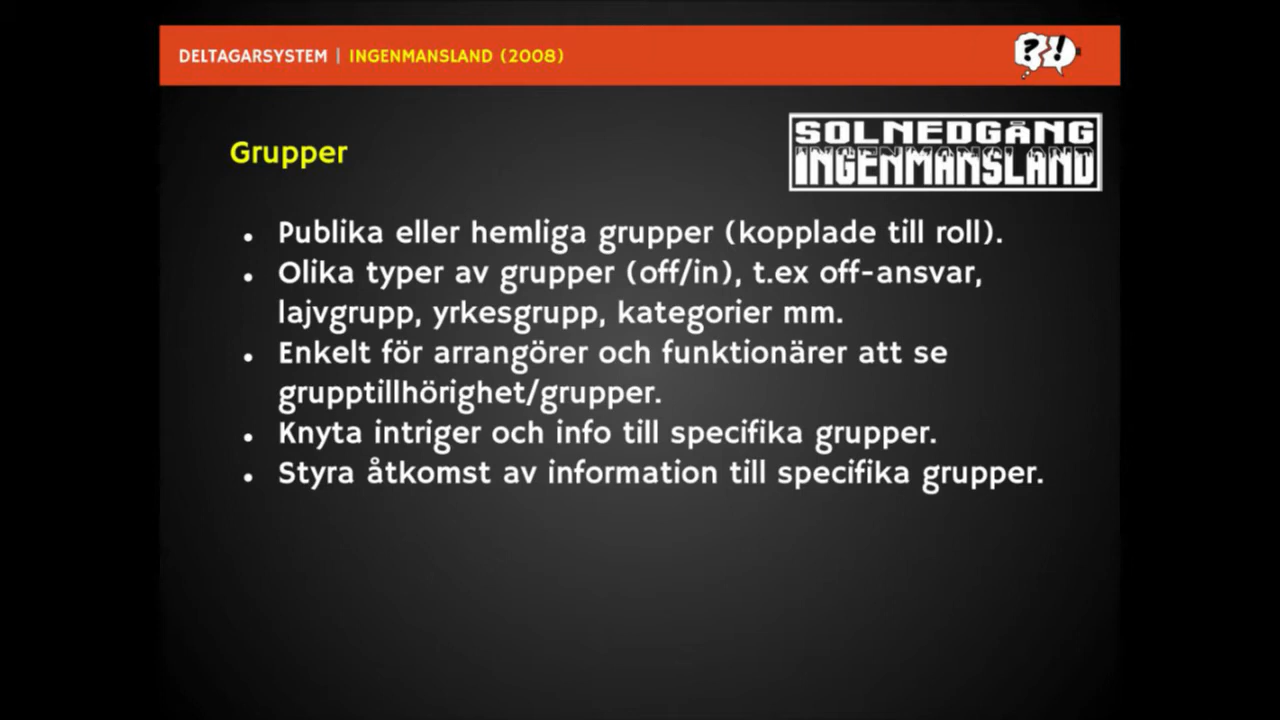 DELTAGARSYSTEM | INGENMANSLAND (2008)
?!
SOLNEDGÅNG
INGENMANSLAND
Grupper
• Publika eller hemliga grupper (kopplade till roll).
• Olika typer av grupper (off/in), t.ex off-ansvar,
lajvgrupp, yrkesgrupp, kategorier mm.
• Enkelt för arrangörer och funktionärer att se
grupptillhörighet/grupper.
• Knyta intriger och info till specifika grupper.
• Styra åtkomst av information till specifika grupper.